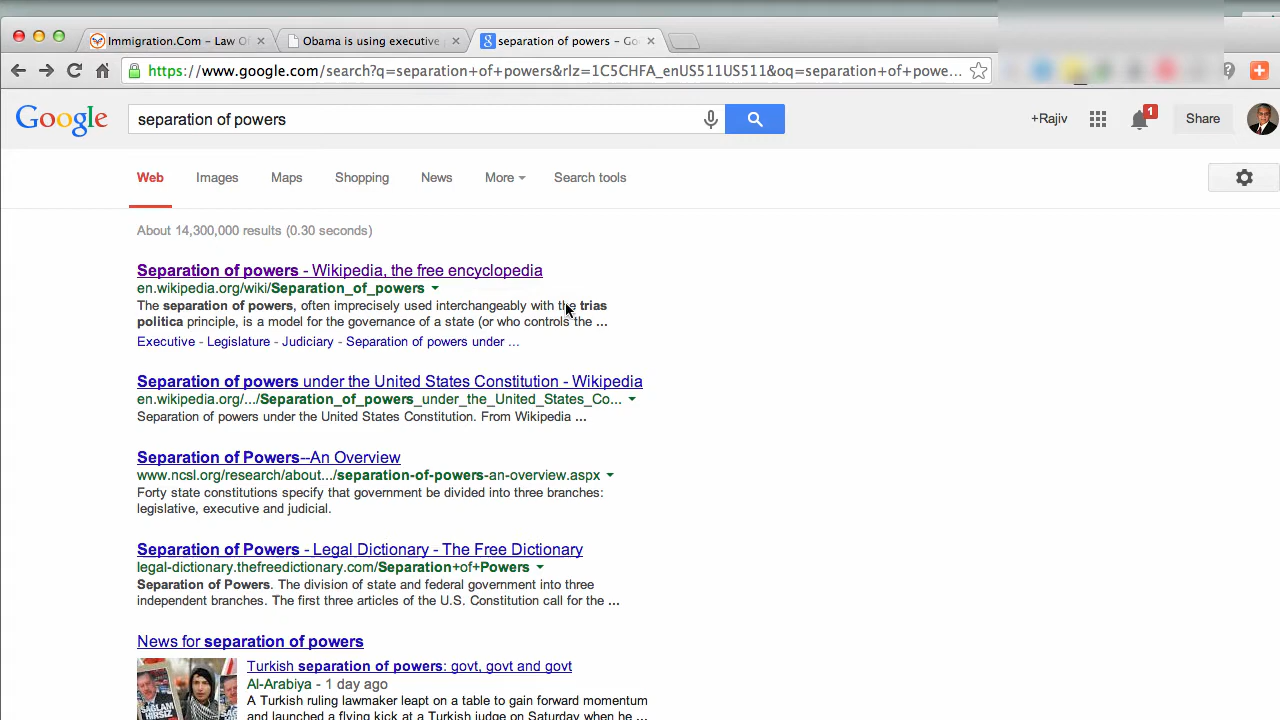 Immigration.Com – Law Of
Obama is using executive
separation of powers – Go
https://www.google.com/search?q=separation+of+powers&rlz=1C5CHFA_enUS511US511&oq=separation+of+powe...
Google
separation of powers
+Rajiv
1
Share
Web
Images
Maps
Shopping
News
More
Search tools
About 14,300,000 results (0.30 seconds)
Separation of powers - Wikipedia, the free encyclopedia
en.wikipedia.org/wiki/Separation_of_powers
The separation of powers, often imprecisely used interchangeably with the trias
politica principle, is a model for the governance of a state (or who controls the ...
Executive - Legislature - Judiciary - Separation of powers under ...
Separation of powers under the United States Constitution - Wikipedia
en.wikipedia.org/.../Separation_of_powers_under_the_United_States_Co...
Separation of powers under the United States Constitution. From Wikipedia ...
Separation of Powers--An Overview
www.ncsl.org/research/about.../separation-of-powers-an-overview.aspx
Forty state constitutions specify that government be divided into three branches:
legislative, executive and judicial.
Separation of Powers - Legal Dictionary - The Free Dictionary
legal-dictionary.thefreedictionary.com/Separation+of+Powers
Separation of Powers. The division of state and federal government into three
independent branches. The first three articles of the U.S. Constitution call for the ...
News for separation of powers
Turkish separation of powers: govt, govt and govt
Al-Arabiya - 1 day ago
A Turkish ruling lawmaker leapt on a table to gain forward momentum
and launched a flying kick at a Turkish judge on Saturday when he ...